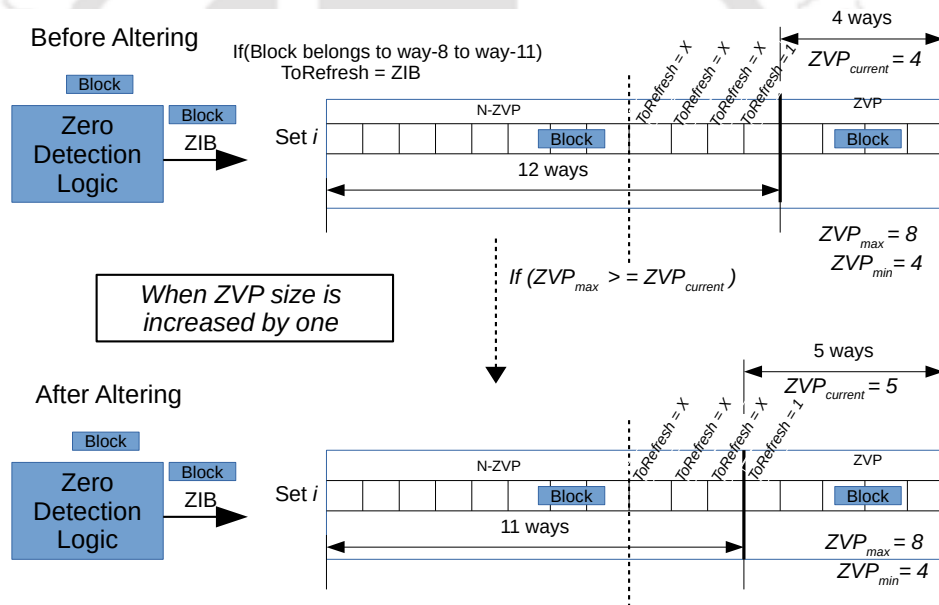 Before Altering
If(Block belongs to way-8 to way-11)
ToRefresh = ZIB
ToRefresh = X
ToRefresh = X
ToRefresh = X
ToRefresh = 1
4 ways
ZVPcurrent = 4
Block
Zero
Detection
Logic
Block
ZIB
Set i
N-ZVP
ZVP
Block
Block
12 ways
ZVPmax = 8
ZVPmin = 4
When ZVP size is
increased by one
If (ZVPmax > = ZVPcurrent )
After Altering
5 ways
ZVPcurrent = 5
ToRefresh = X
ToRefresh = X
ToRefresh = X
ToRefresh = 1
Block
Zero
Detection
Logic
Block
ZIB
Set i
N-ZVP
ZVP
Block
Block
11 ways
ZVPmax = 8
ZVPmin = 4